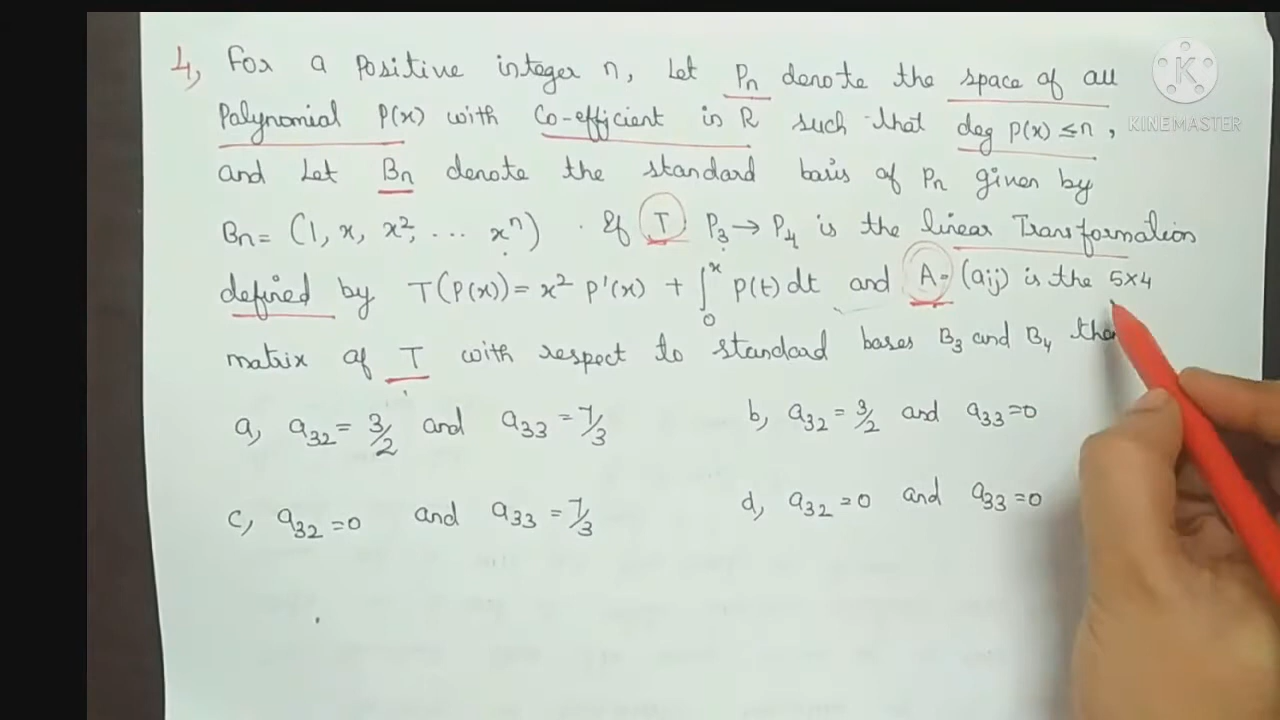 4, For a positive integer n, Let Pn denote the space of all
Palynomial P(x) with Co-efficient in R such that deg P(x) ≤ n,
and Let Bn denote the standard basis of Pn given by
Bn = (1, x, x², ... xⁿ) . If T P₃ → P₄ is the linear Transformation
defined by T(P(x)) = x² P'(x) + ∫₀ˣ P(t) dt and A = (aij) is the 5×4
matrix of T with respect to standard bases B₃ and B₄ then
a, a₃₂ = 3/2 and a₃₃ = 7/3
b, a₃₂ = 3/2 and a₃₃ = 0
c, a₃₂ = 0 and a₃₃ = 7/3
d, a₃₂ = 0 and a₃₃ = 0
K
KINEMASTER